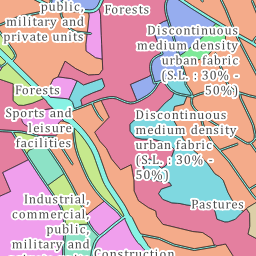 public,
military and
private units
Forests
Discontinuous
medium density
urban fabric
(S.L. : 30% -
50%)
Forests
Sports and
leisure
facilities
Discontinuous
medium density
urban fabric
(S.L. : 30% -
50%)
Pastures
Industrial,
commercial,
public,
military and
Construction